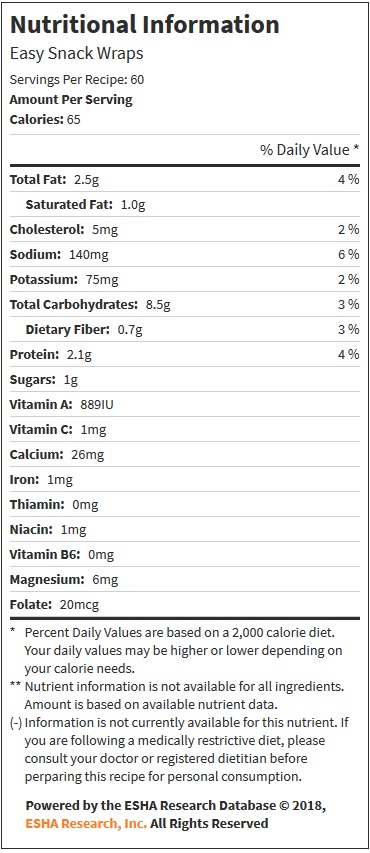 Nutritional Information
Easy Snack Wraps
Servings Per Recipe: 60
Amount Per Serving
Calories: 65
% Daily Value *
Total Fat: 2.5g 4 %
Saturated Fat: 1.0g
Cholesterol: 5mg 2 %
Sodium: 140mg 6 %
Potassium: 75mg 2 %
Total Carbohydrates: 8.5g 3 %
Dietary Fiber: 0.7g 3 %
Protein: 2.1g 4 %
Sugars: 1g
Vitamin A: 889IU
Vitamin C: 1mg
Calcium: 26mg
Iron: 1mg
Thiamin: 0mg
Niacin: 1mg
Vitamin B6: 0mg
Magnesium: 6mg
Folate: 20mcg
* Percent Daily Values are based on a 2,000 calorie diet.
Your daily values may be higher or lower depending on
your calorie needs.
** Nutrient information is not available for all ingredients.
Amount is based on available nutrient data.
(-) Information is not currently available for this nutrient. If
you are following a medically restrictive diet, please
consult your doctor or registered dietitian before
perparing this recipe for personal consumption.
Powered by the ESHA Research Database © 2018,
ESHA Research, Inc. All Rights Reserved